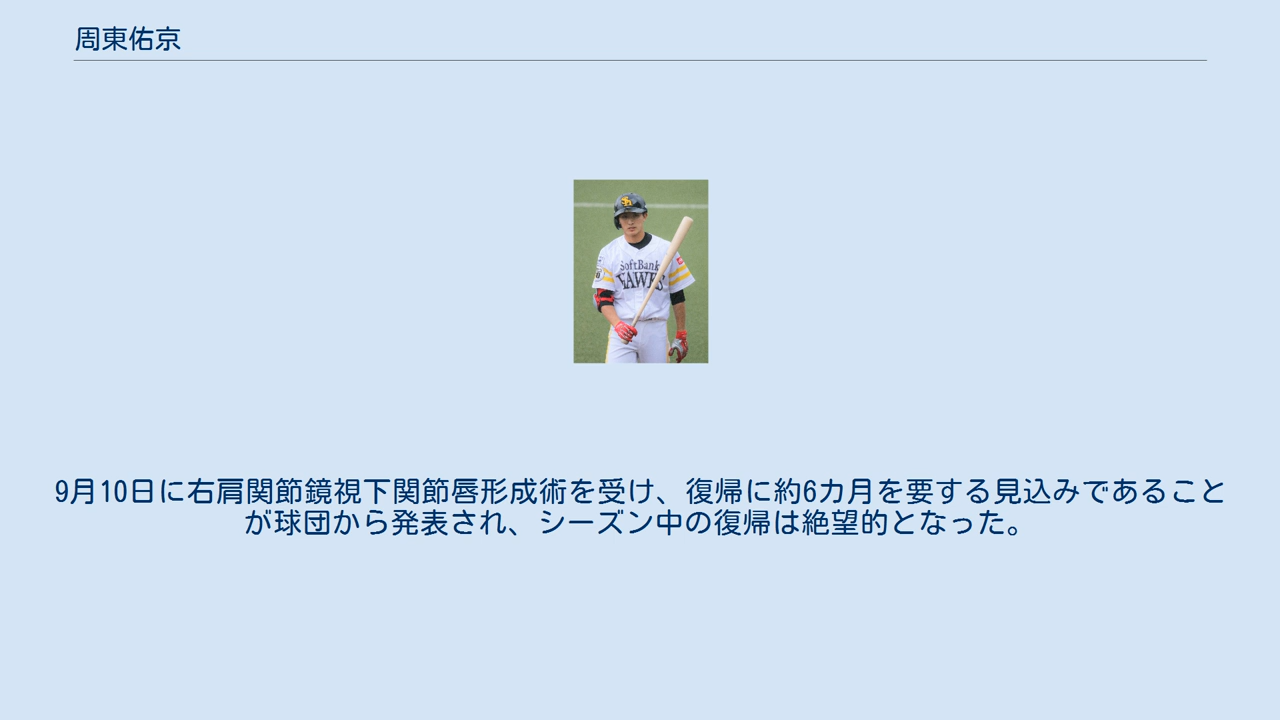 周東佑京
SH
SoftBank
HAWKS
9月10日に右肩関節鏡視下関節唇形成術を受け、復帰に約6カ月を要する見込みであること
が球団から発表され、シーズン中の復帰は絶望的となった。